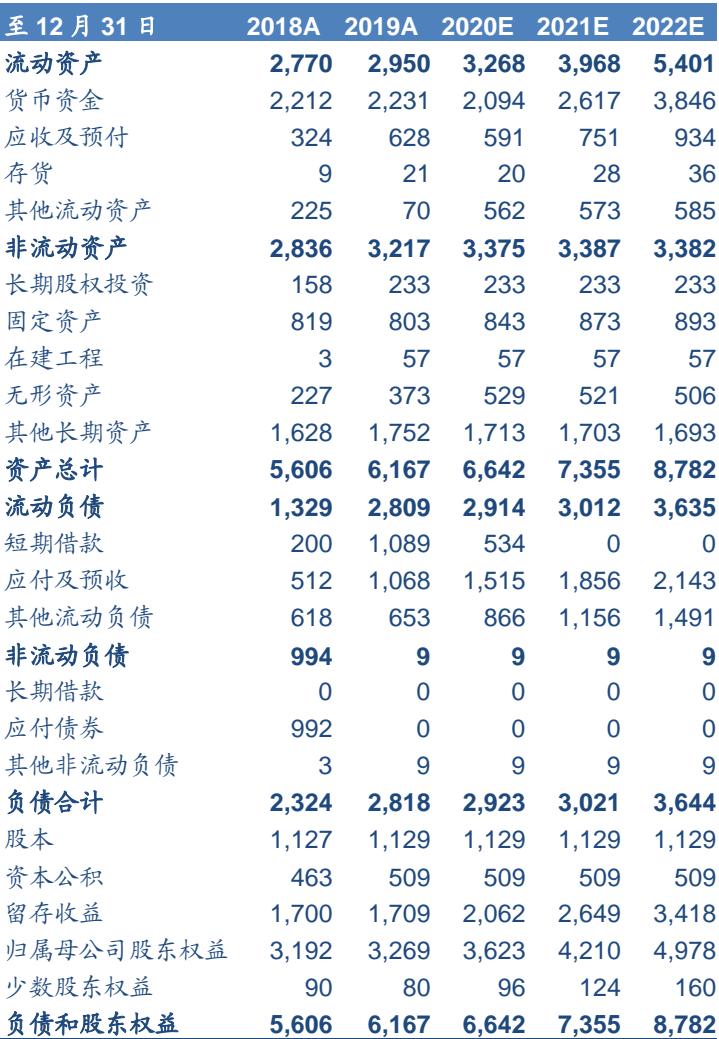 至 12 月 31 日 2018A 2019A 2020E 2021E 2022E
流动资产 2,770 2,950 3,268 3,968 5,401
货币资金 2,212 2,231 2,094 2,617 3,846
应收及预付 324 628 591 751 934
存货 9 21 20 28 36
其他流动资产 225 70 562 573 585
非流动资产 2,836 3,217 3,375 3,387 3,382
长期股权投资 158 233 233 233 233
固定资产 819 803 843 873 893
在建工程 3 57 57 57 57
无形资产 227 373 529 521 506
其他长期资产 1,628 1,752 1,713 1,703 1,693
资产总计 5,606 6,167 6,642 7,355 8,782
流动负债 1,329 2,809 2,914 3,012 3,635
短期借款 200 1,089 534 0 0
应付及预收 512 1,068 1,515 1,856 2,143
其他流动负债 618 653 866 1,156 1,491
非流动负债 994 9 9 9 9
长期借款 0 0 0 0 0
应付债券 992 0 0 0 0
其他非流动负债 3 9 9 9 9
负债合计 2,324 2,818 2,923 3,021 3,644
股本 1,127 1,129 1,129 1,129 1,129
资本公积 463 509 509 509 509
留存收益 1,700 1,709 2,062 2,649 3,418
归属母公司股东权益 3,192 3,269 3,623 4,210 4,978
少数股东权益 90 80 96 124 160
负债和股东权益 5,606 6,167 6,642 7,355 8,782